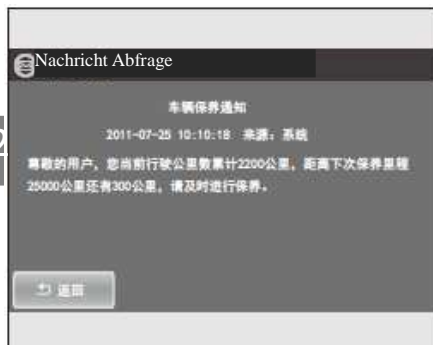 Nachricht Abfrage
车辆保养通知
2011-07-25 10:10:18 来源：系统
尊敬的用户，您当前行驶公里数累计2200公里，距离下次保养里程
25000公里还有300公里，请及时进行保养。
返回